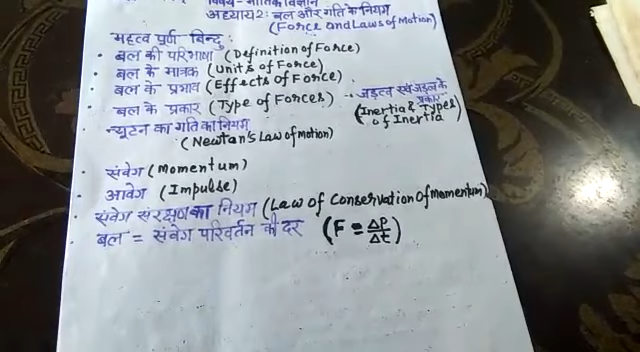 विषय - भौतिक विज्ञान
अध्याय 2: बल और गति के नियम
(Force and Laws of Motion)
महत्व पूर्ण - बिन्दु :
• बल की परिभाषा (Definition of Force)
• बल के मात्रक (Units of Force)
• बल के प्रभाव (Effects of Force)
• बल के प्रकार (Type of Forces)
• जड़त्व एवं जड़त्व के प्रकार
(Inertia & Types of Inertia)
• न्यूटन का गति का नियम
(Newton's Law of motion)
• संवेग (Momentum)
• आवेग (Impulse)
• संवेग संरक्षण का नियम (Law of Conservation of Momentum)
• बल = संवेग परिवर्तन की दर (F = ΔP/Δt)